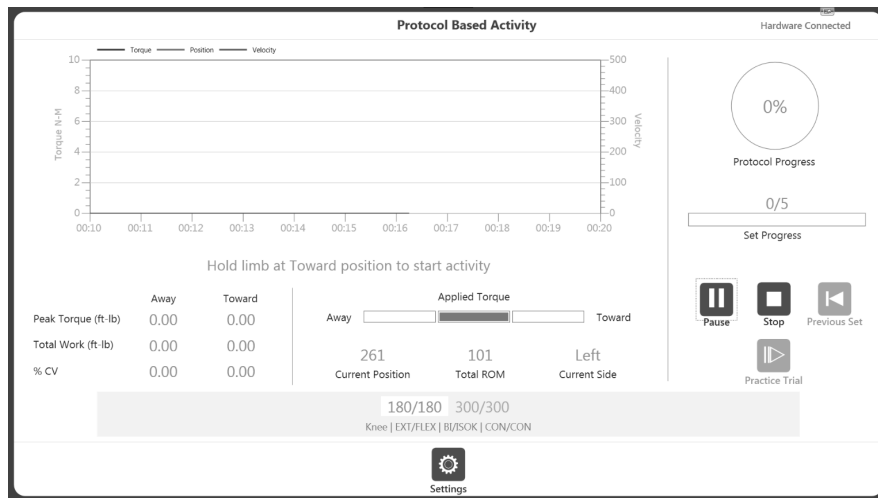 Protocol Based Activity
Hardware Connected
Torque Position Velocity
10
8
6
4
2
0
Torque N-M
500
400
300
200
100
0
Velocity
00:10 00:11 00:12 00:13 00:14 00:15 00:16 00:17 00:18 00:19 00:20
0%
Protocol Progress
0/5
Set Progress
Hold limb at Toward position to start activity
Away Toward
Peak Torque (ft-lb) 0.00 0.00
Total Work (ft-lb) 0.00 0.00
% CV 0.00 0.00
Applied Torque
Away Toward
261 101 Left
Current Position Total ROM Current Side
Pause Stop Previous Set
Practice Trial
180/180 300/300
Knee | EXT/FLEX | BI/ISOK | CON/CON
Settings